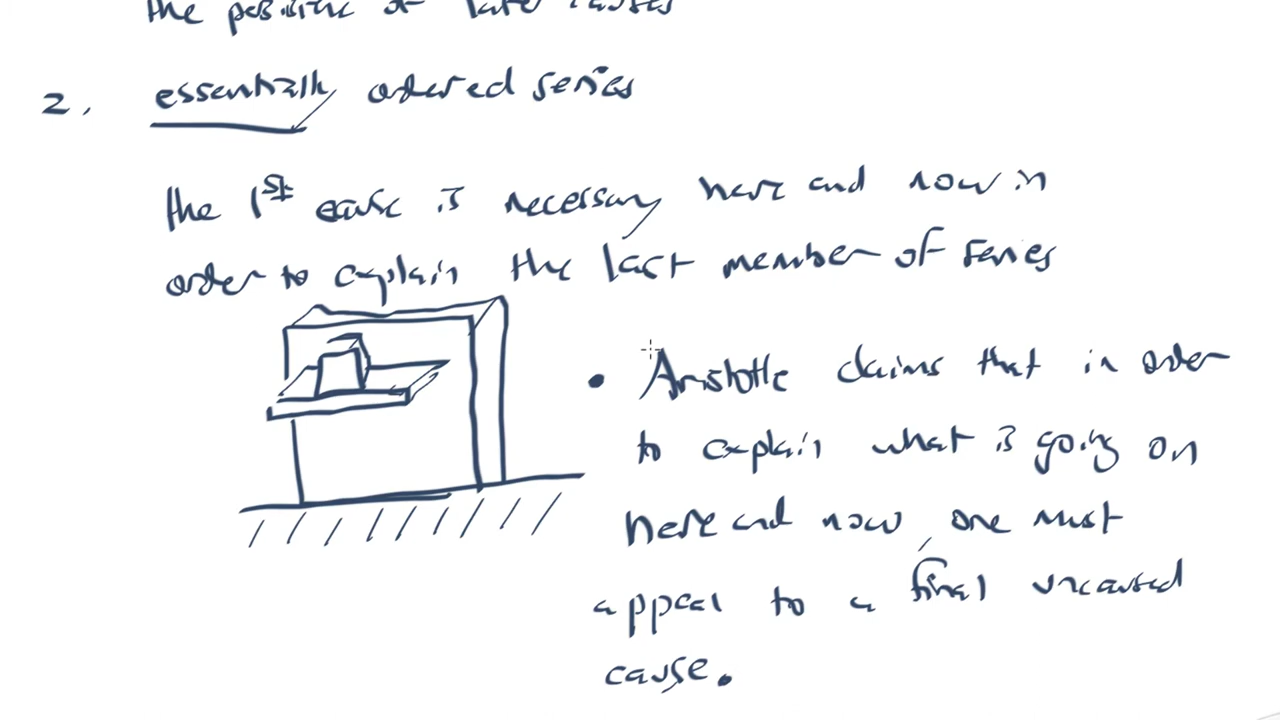 the
2. essentially ordered series
the 1st cause is necessary here and now in
order to explain the last member of series
• Aristotle claims that in order
to explain what is going on
here and now, one must
appeal to a final uncaused
cause.